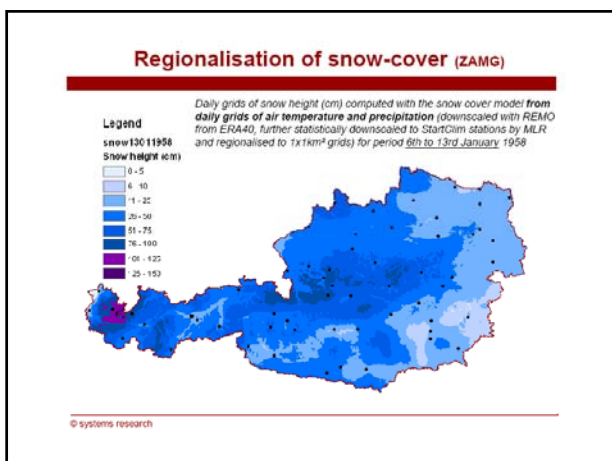 Regionalisation of snow-cover (ZAMG)
Daily grids of snow height (cm) computed with the snow cover model from
daily grids of air temperature and precipitation (downscaled with REMO
from ERA40, further statistically downscaled to StartClim stations by MLR
and regionalised to 1x1km² grids) for period 6th to 13rd January 1958
Legend
snow13011958
Snow height (cm)
0 - 5
6 - 10
11 - 25
26 - 50
51 - 75
76 - 100
101 - 125
126 - 150
© systems research